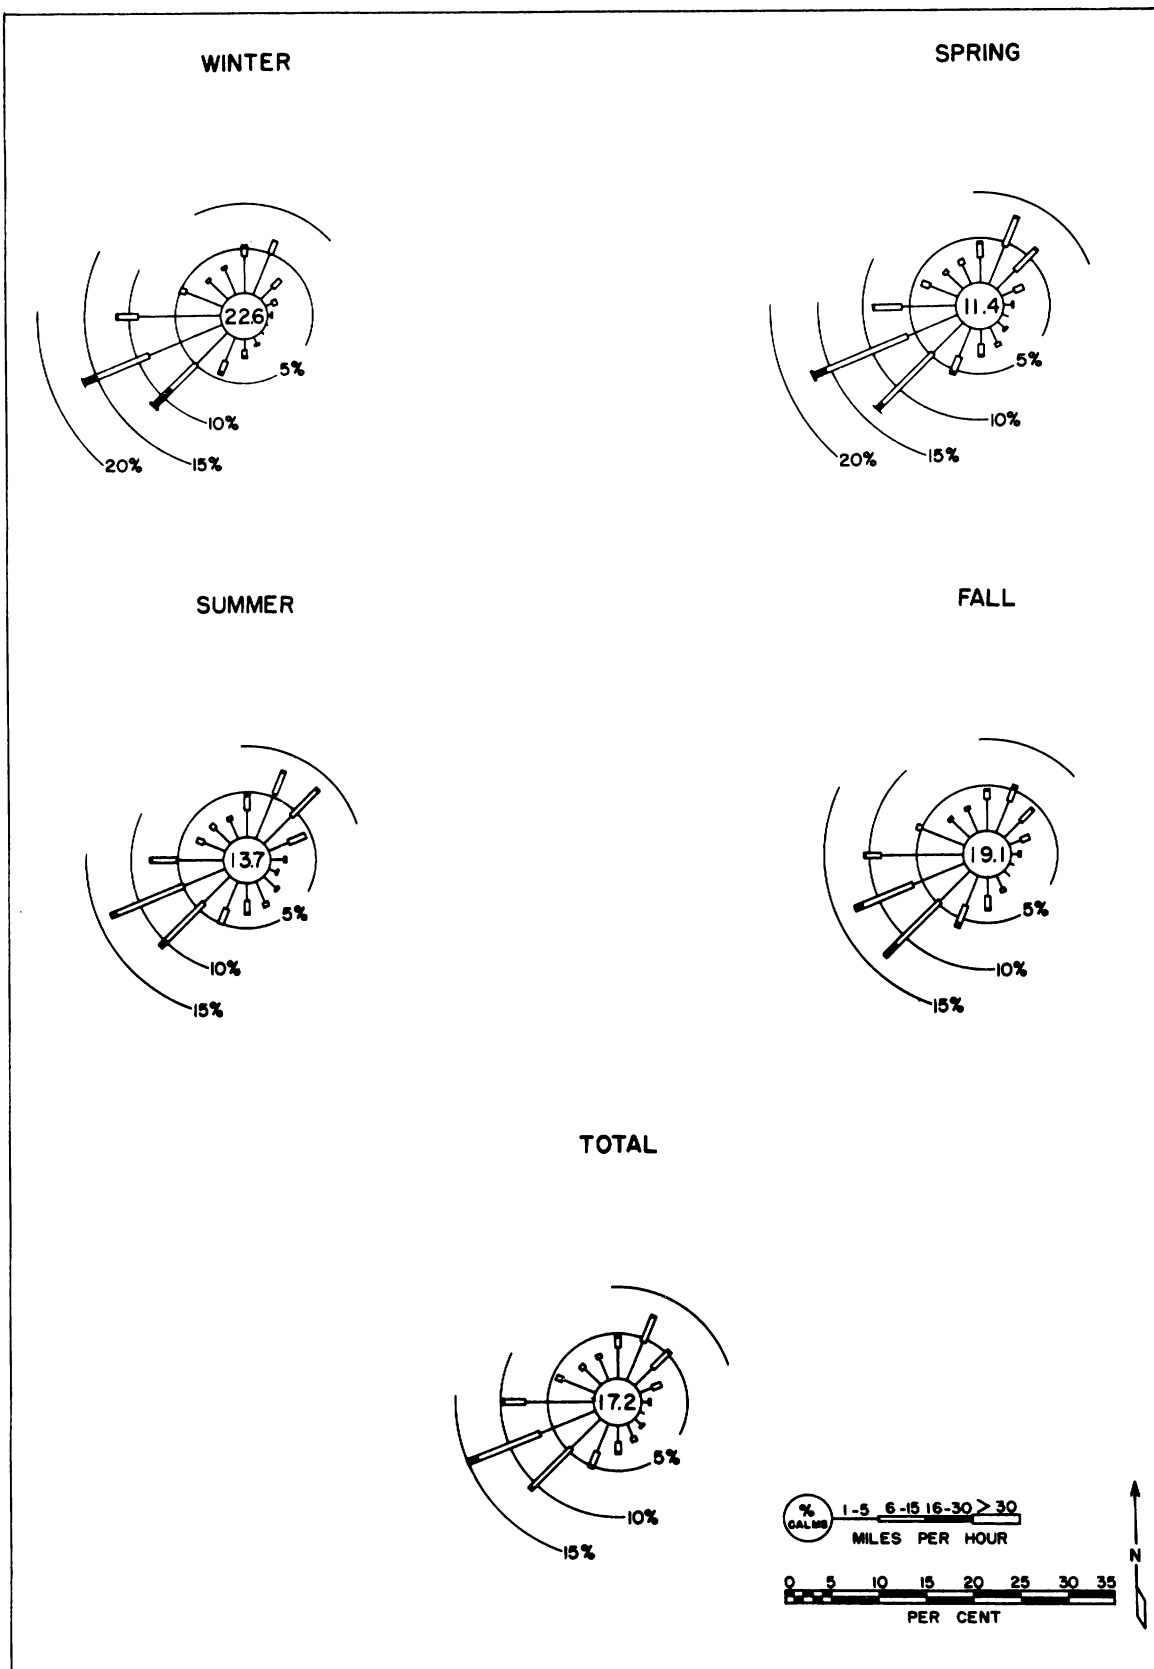 WINTER
SPRING
22.6
5%
10%
15%
20%
11.4
5%
10%
15%
20%
SUMMER
FALL
13.7
5%
10%
15%
19.1
5%
10%
15%
TOTAL
17.2
5%
10%
15%
% CALMS
1-5 6-15 16-30 > 30
MILES PER HOUR
0 5 10 15 20 25 30 35
PER CENT
N